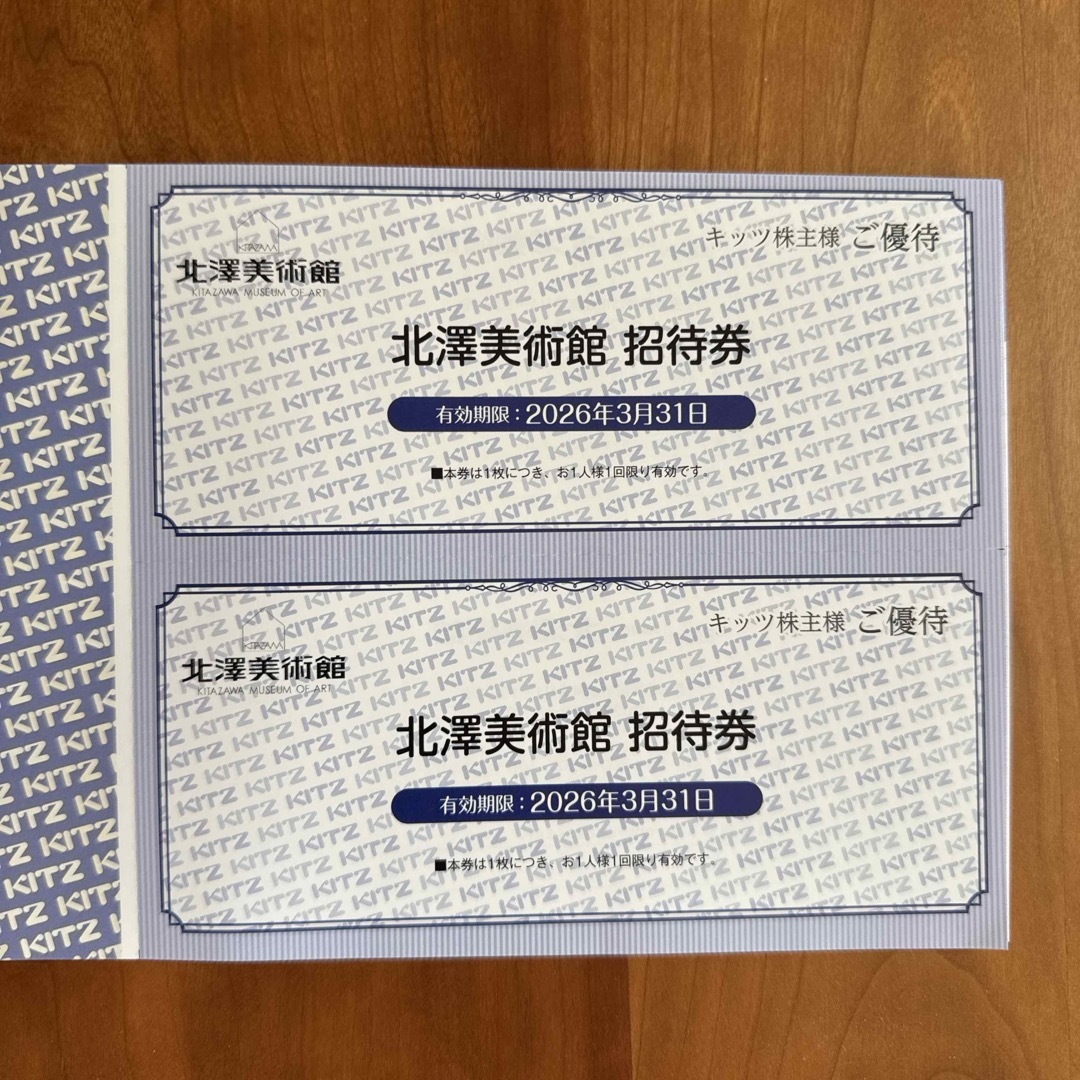 キッツ株主様 ご優待
KITAZAWA
北澤美術館
KITAZAWA MUSEUM OF ART
北澤美術館 招待券
有効期限：2026年3月31日
■本券は1枚につき、お1人様1回限り有効です。
キッツ株主様 ご優待
KITAZAWA
北澤美術館
KITAZAWA MUSEUM OF ART
北澤美術館 招待券
有効期限：2026年3月31日
■本券は1枚につき、お1人様1回限り有効です。
KITZ